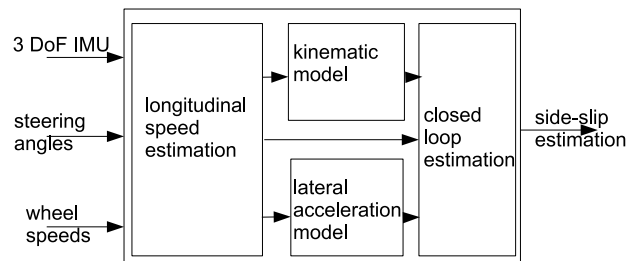 3 DoF IMU
steering
angles
wheel
speeds
longitudinal
speed
estimation
kinematic
model
lateral
acceleration
model
closed
loop
estimation
side-slip
estimation